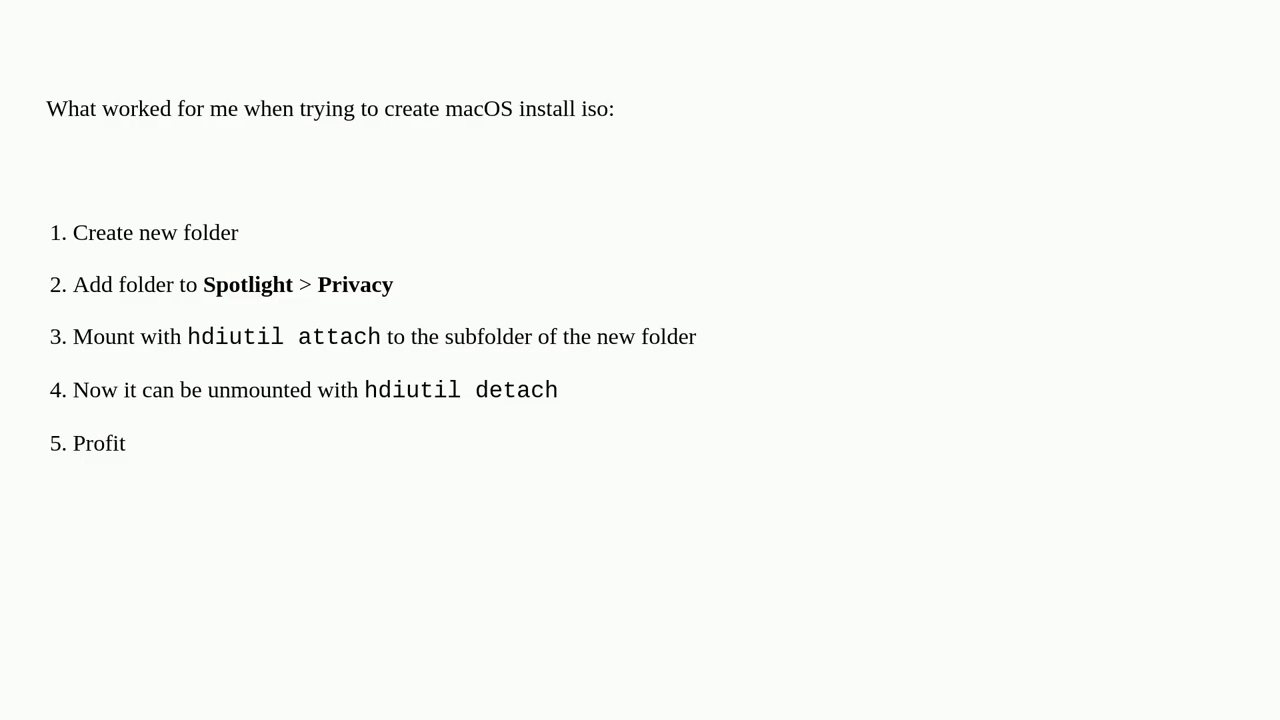 What worked for me when trying to create macOS install iso:
1. Create new folder
2. Add folder to Spotlight > Privacy
3. Mount with hdiutil attach to the subfolder of the new folder
4. Now it can be unmounted with hdiutil detach
5. Profit